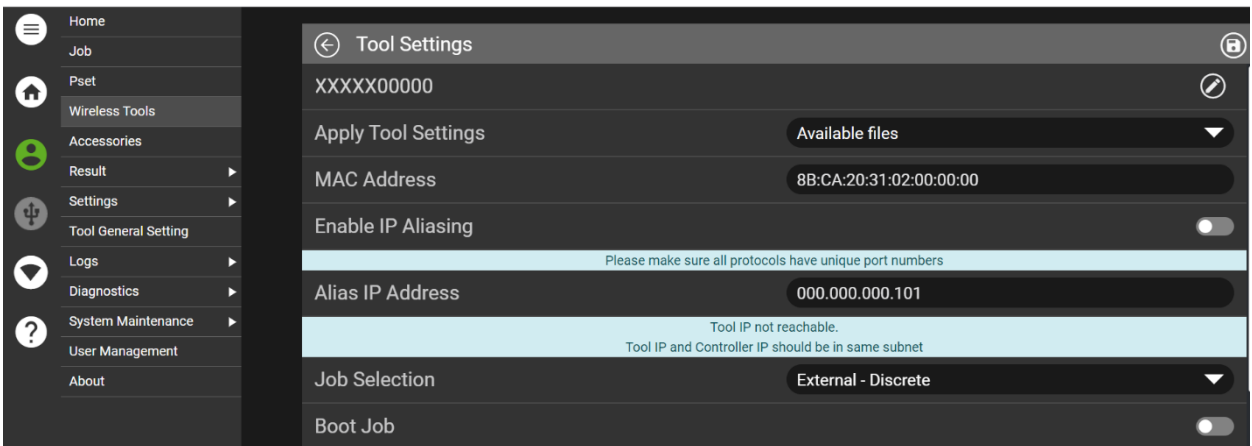 Home
Job
Pset
Wireless Tools
Accessories
Result
Settings
Tool General Setting
Logs
Diagnostics
System Maintenance
User Management
About
?
Tool Settings
XXXXX00000
Apply Tool Settings Available files
MAC Address 8B:CA:20:31:02:00:00:00
Enable IP Aliasing
Please make sure all protocols have unique port numbers
Alias IP Address 000.000.000.101
Tool IP not reachable.
Tool IP and Controller IP should be in same subnet
Job Selection External - Discrete
Boot Job